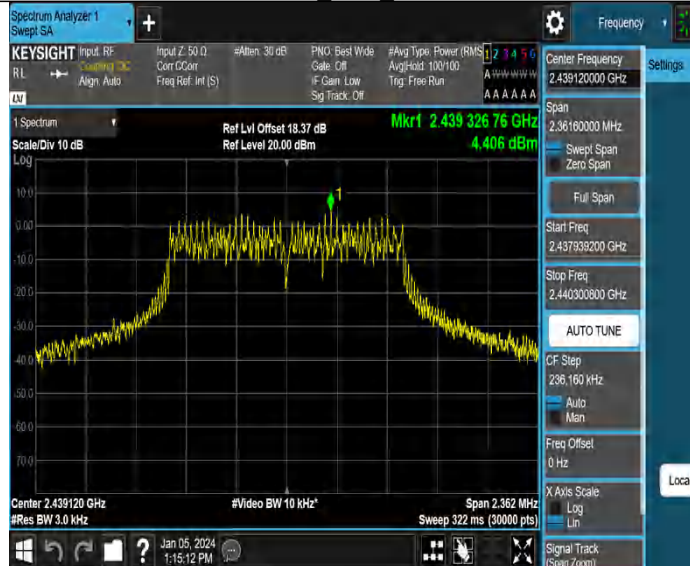 Spectrum Analyzer 1
Swept SA
Frequency
KEYSIGHT
RL
LXI
Input: RF
Coupling: DC
Align: Auto
Input Z: 50 Ω
Corr CCorr
Freq Ref: Int (S)
#Atten: 30 dB
PNO: Best Wide
Gate: Off
IF Gain: Low
Sig Track: Off
#Avg Type: Power (RMS
Avg|Hold: 100/100
Trig: Free Run
1 2 3 4 5 6
A W W W W W
A A A A A A
1 Spectrum
Scale/Div 10 dB
Ref Lvl Offset 18.37 dB
Ref Level 20.00 dBm
Mkr1 2.439 326 76 GHz
4.406 dBm
Log
10.0
0.00
-10.0
-20.0
-30.0
-40.0
-50.0
-60.0
-70.0
1
Center 2.439120 GHz
#Res BW 3.0 kHz
#Video BW 10 kHz*
Span 2.362 MHz
Sweep 322 ms (30000 pts)
Jan 05, 2024
1:15:12 PM
Center Frequency
2.439120000 GHz
Span
2.36160000 MHz
Swept Span
Zero Span
Full Span
Start Freq
2.437939200 GHz
Stop Freq
2.440300800 GHz
AUTO TUNE
CF Step
236.160 kHz
Auto
Man
Freq Offset
0 Hz
X Axis Scale
Log
Lin
Signal Track
(Span Zoom)
Settings
Loca